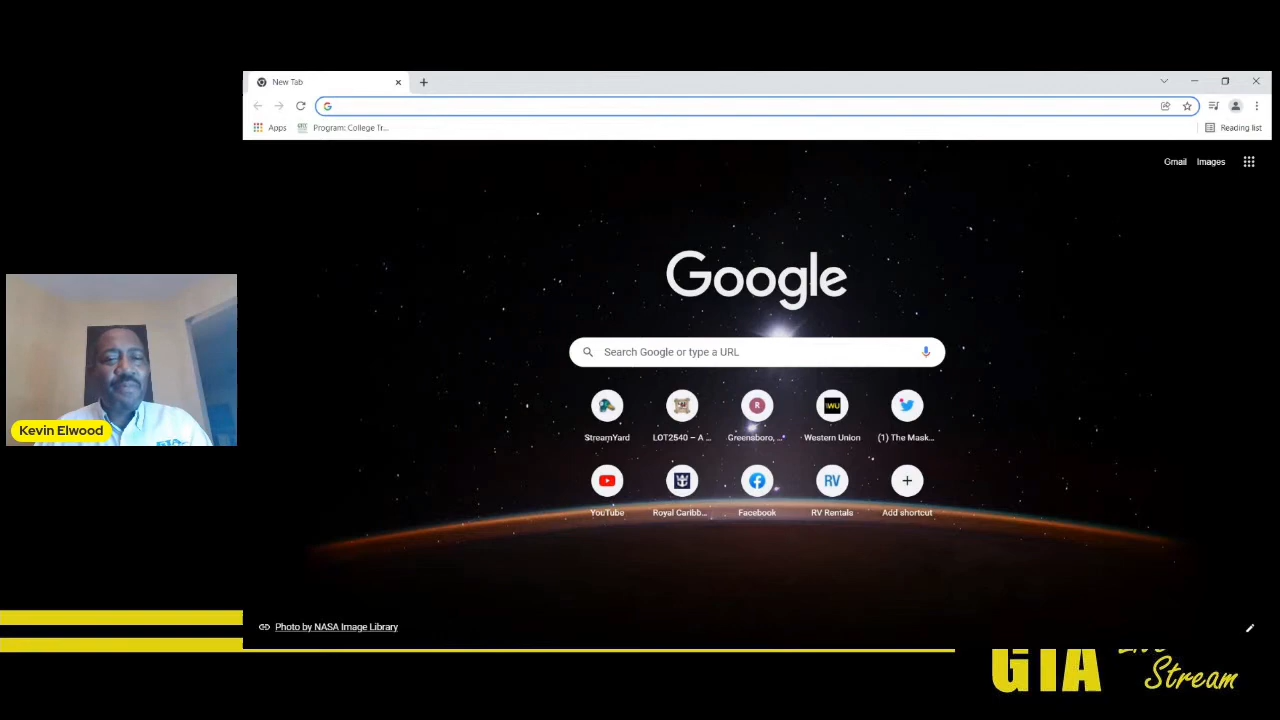 New Tab
Apps
Program: College Tr...
Reading list
Gmail
Images
Google
Search Google or type a URL
StreamYard
LOT2540 – A ...
Greensboro, ...
Western Union
(1) The Mask...
YouTube
Royal Caribb...
Facebook
RV Rentals
Add shortcut
R
WU
RV
Kevin Elwood
Photo by NASA Image Library
GTA
Stream